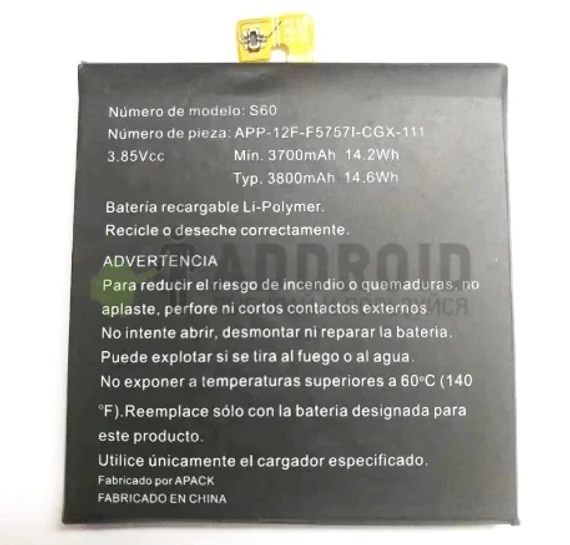 Número de modelo: S60
Número de pieza: APP-12F-F5757I-CGX-111
3.85Vcc Min. 3700mAh 14.2Wh
Typ. 3800mAh 14.6Wh
Batería recargable Li-Polymer.
Recicle o deseche correctamente.
ADVERTENCIA
ADDROID
Para reducir el riesgo de incendio o quemaduras, no
aplaste, perfore ni cortos contactos externos.
No intente abrir, desmontar ni reparar la bateria.
Puede explotar si se tira al fuego o al agua.
No exponer a temperaturas superiores a 60°C (140
°F).Reemplace sólo con la bateria designada para
este producto.
Utilice únicamente el cargador especificado.
Fabricado por APACK
FABRICADO EN CHINA